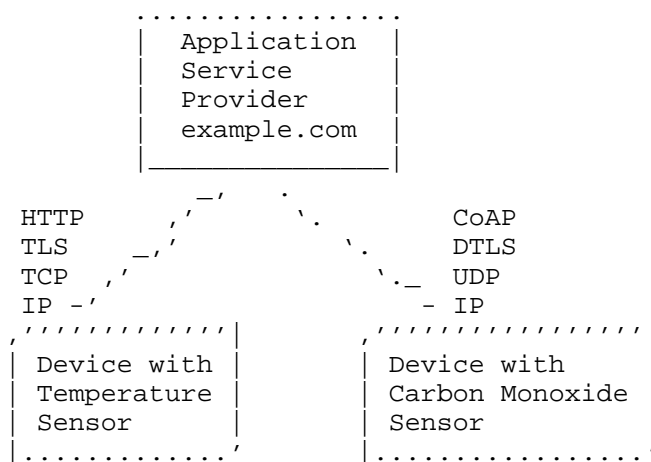 Application
Service
Provider
example.com
HTTP CoAP
TLS DTLS
TCP UDP
IP IP
Device with Device with
Temperature Carbon Monoxide
Sensor Sensor